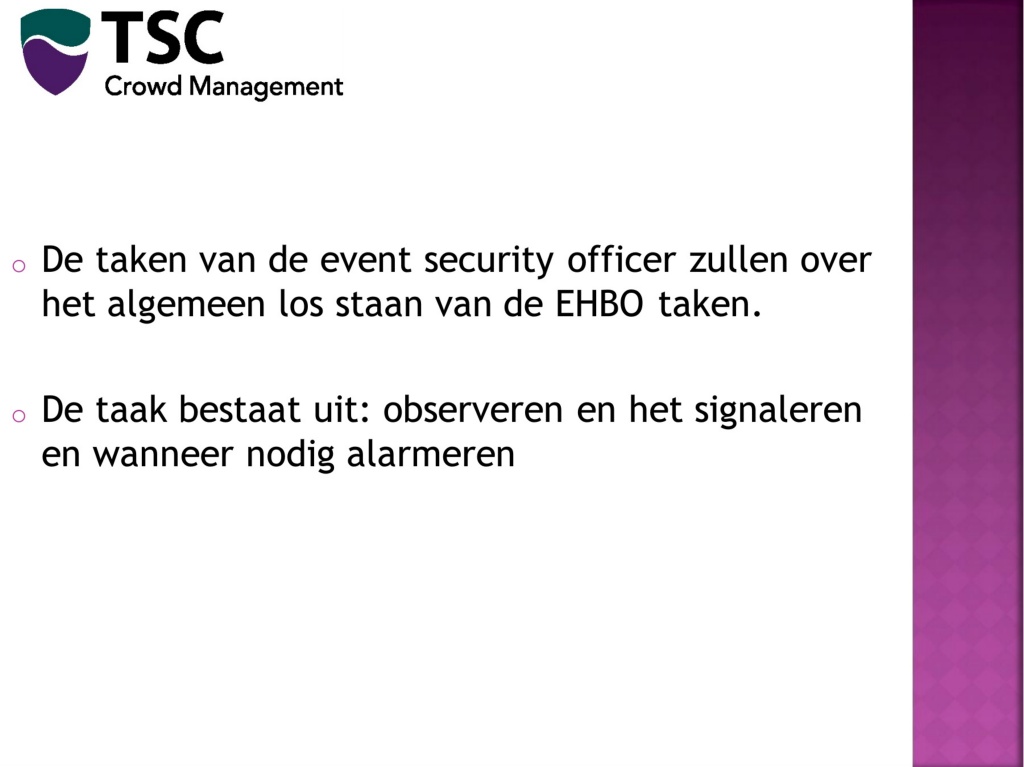 TSC
Crowd Management
o De taken van de event security officer zullen over
het algemeen los staan van de EHBO taken.
o De taak bestaat uit: observeren en het signaleren
en wanneer nodig alarmeren